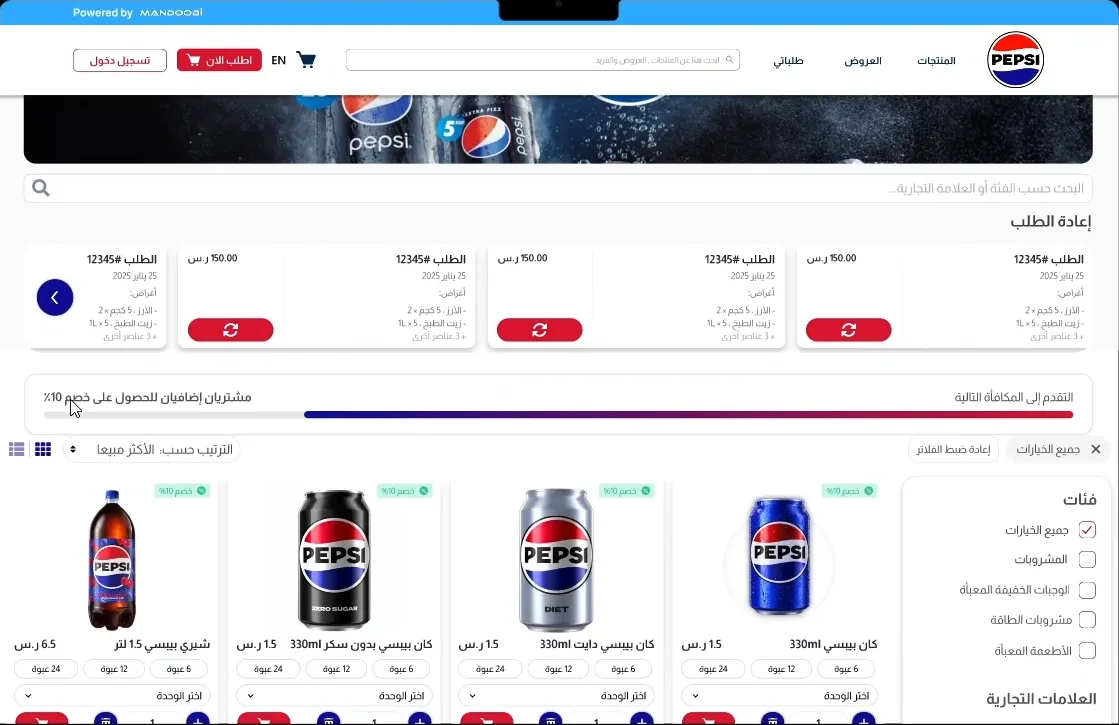 Powered by MANDOOBI
المنتجات
العروض
طلباتي
ابحث هنا عن المنتجات ، العروض والمزيد
EN
اطلب الان
تسجيل دخول
PEPSI
pepsi
5
EXTRA FIZZ
pepsi
البحث حسب الفئة أو العلامة التجارية...
إعادة الطلب
الطلب #12345
150.00 ر.س
25 يناير 2025
أغراض:
- الأرز ، 5 كجم × 2
- زيت الطبخ ، 5 × 1L
+ 3 عناصر أخرى
الطلب #12345
150.00 ر.س
25 يناير 2025
أغراض:
- الأرز ، 5 كجم × 2
- زيت الطبخ ، 5 × 1L
+ 3 عناصر أخرى
الطلب #12345
150.00 ر.س
25 يناير 2025
أغراض:
- الأرز ، 5 كجم × 2
- زيت الطبخ ، 5 × 1L
+ 3 عناصر أخرى
الطلب #12345
25 يناير 2025
أغراض:
- الأرز ، 5 كجم × 2
- زيت الطبخ ، 5 × 1L
+ 3 عناصر أخرى
التقدم إلى المكافأة التالية
مشتريان إضافيان للحصول على خصم 10٪
جميع الخيارات
إعادة ضبط الفلاتر
الترتيب حسب: الأكثر مبيعا
فئات
جميع الخيارات
المشروبات
الوجبات الخفيفة المعبأة
مشروبات الطاقة
الأطعمة المعبأة
العلامات التجارية
خصم 10%
PEPSI
كان بيبسي 330ml
1.5 ر.س
6 عبوة
12 عبوة
24 عبوة
اختر الوحدة
1
خصم 10%
PEPSI
DIET
كان بيبسي دايت 330ml
1.5 ر.س
6 عبوة
12 عبوة
24 عبوة
اختر الوحدة
1
خصم 10%
PEPSI
ZERO SUGAR
كان بيبسي بدون سكر 330ml
1.5 ر.س
6 عبوة
12 عبوة
24 عبوة
اختر الوحدة
1
خصم 10%
PEPSI
شيري بيبسي 1.5 لتر
6.5 ر.س
6 عبوة
12 عبوة
24 عبوة
اختر الوحدة
1